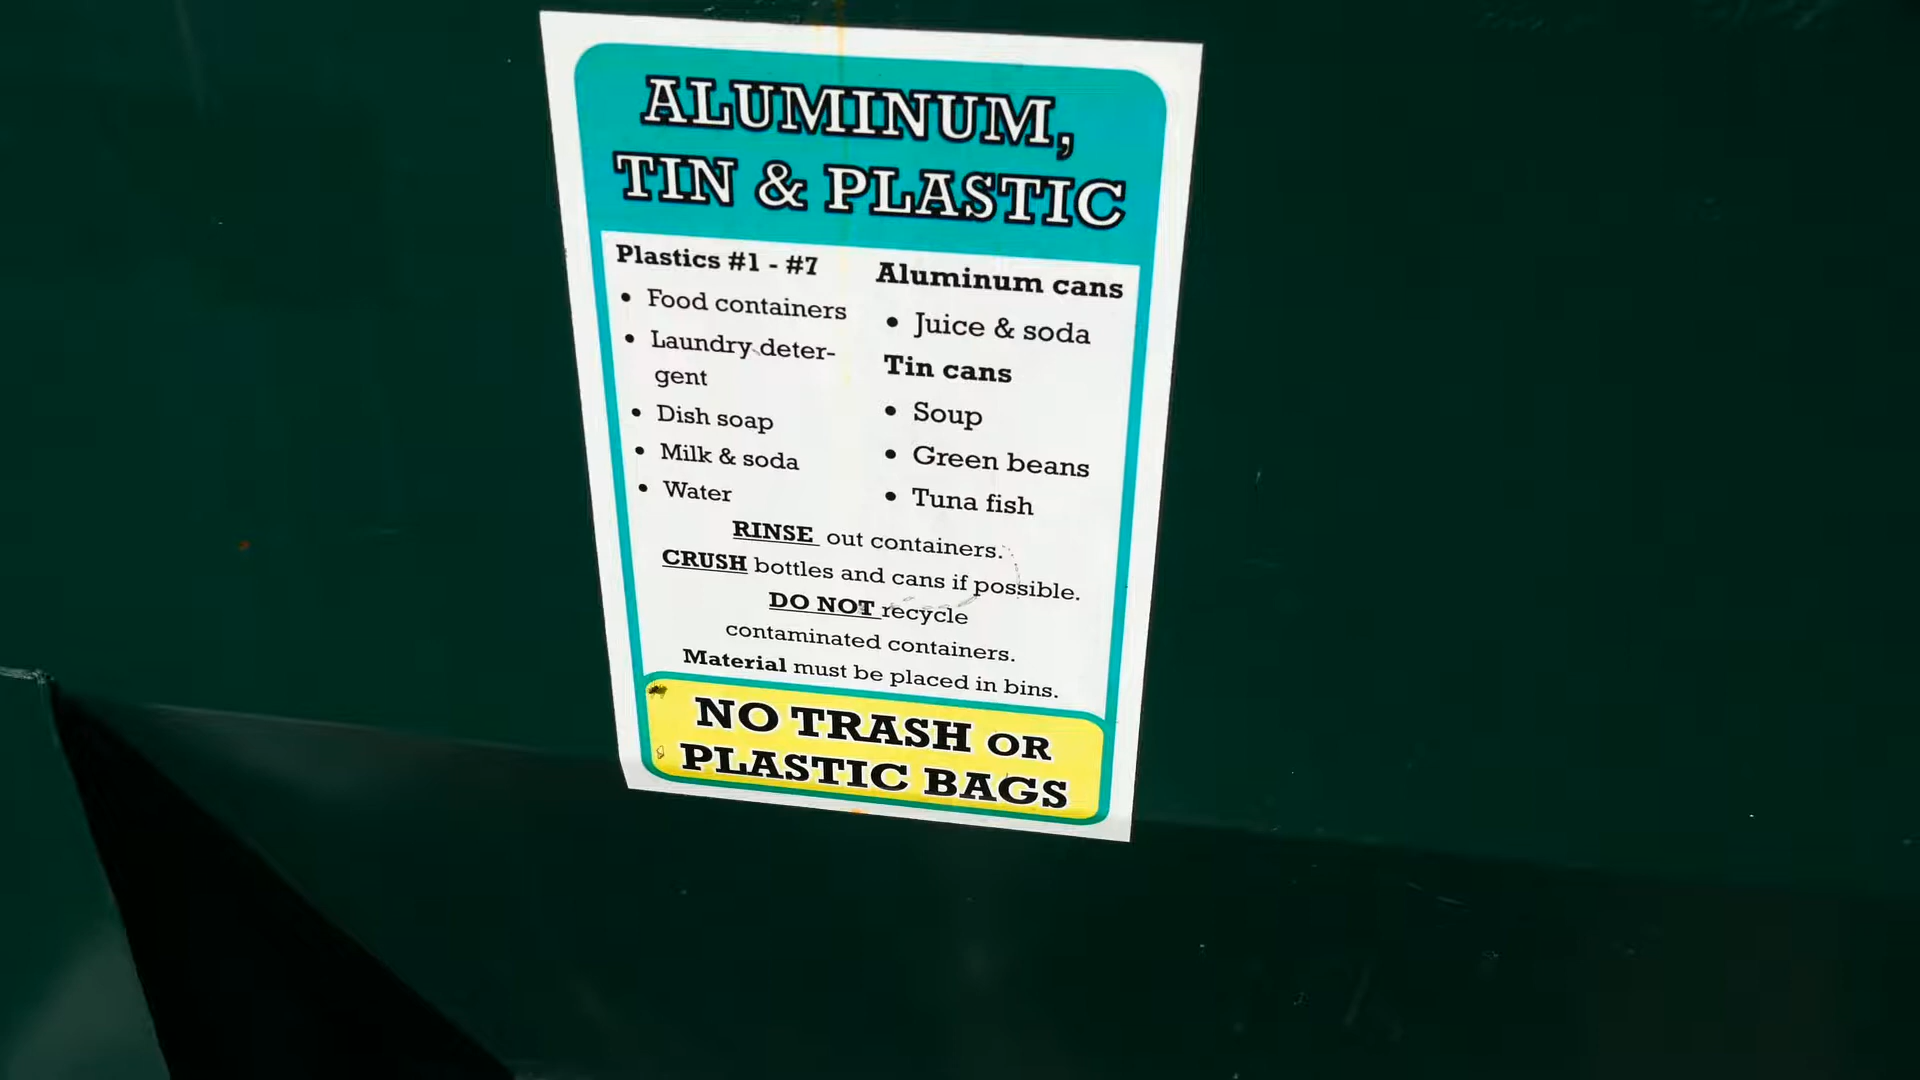 ALUMINUM,
TIN & PLASTIC
Plastics #1 - #7
• Food containers
• Laundry deter-
gent
• Dish soap
• Milk & soda
• Water
Aluminum cans
• Juice & soda
Tin cans
• Soup
• Green beans
• Tuna fish
RINSE out containers.
CRUSH bottles and cans if possible.
DO NOT recycle
contaminated containers.
Material must be placed in bins.
NO TRASH OR
PLASTIC BAGS